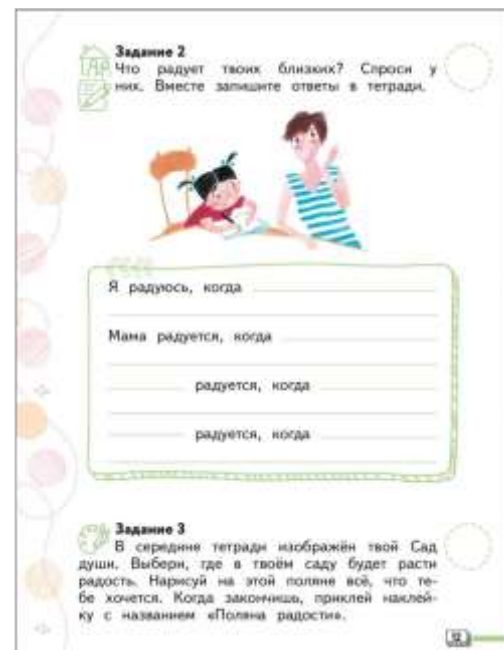 Задание 2
Что радует твоих близких? Спроси у
них. Вместе запишите ответы в тетради.
Я радуюсь, когда
Мама радуется, когда
радуется, когда
радуется, когда
Задание 3
В середине тетради изображён твой Сад
души. Выбери, где в твоём саду будет расти
радость. Нарисуй на этой поляне всё, что те-
бе хочется. Когда закончишь, приклей наклей-
ку с названием «Поляна радости».